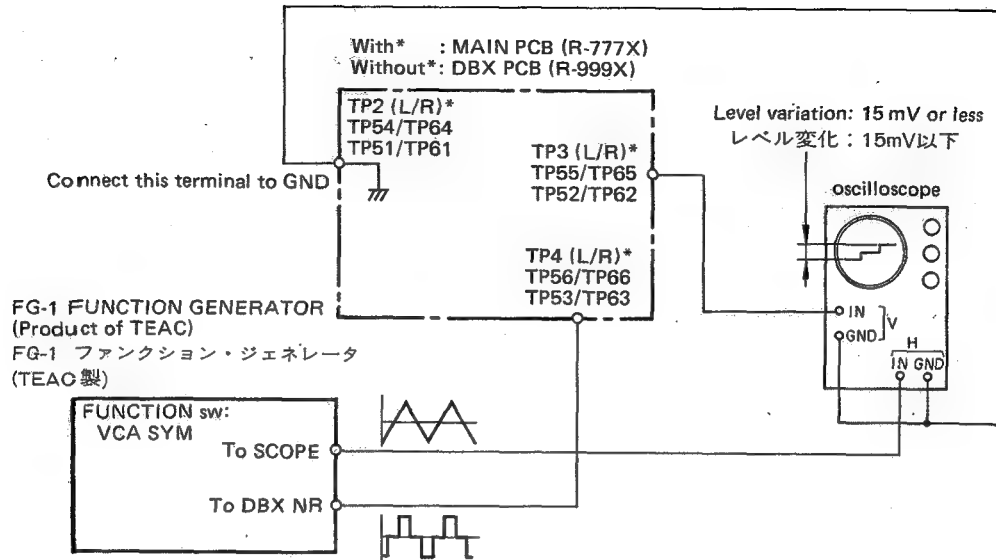 With* : MAIN PCB (R-777X)
Without*: DBX PCB (R-999X)
TP2 (L/R)*
TP54/TP64
TP51/TP61
Connect this terminal to GND
TP3 (L/R)*
TP55/TP65
TP52/TP62
TP4 (L/R)*
TP56/TP66
TP53/TP63
Level variation: 15 mV or less
レベル変化：15mV以下
oscilloscope
IN
GND
V
H
IN GND
FG-1 FUNCTION GENERATOR
(Product of TEAC)
FG-1 ファンクション・ジェネレータ
(TEAC製)
FUNCTION sw:
VCA SYM
To SCOPE
To DBX NR